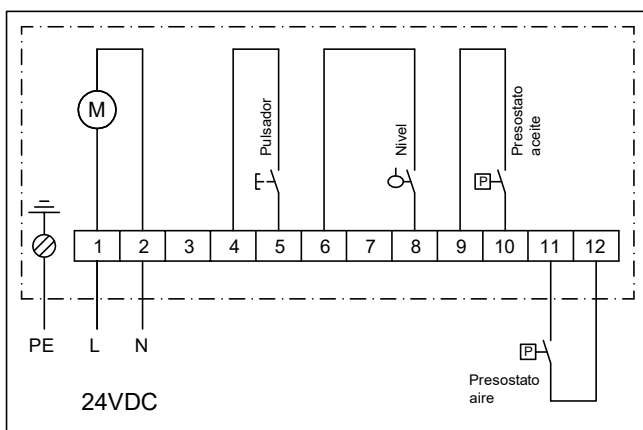 M
Pulsador
Nivel
Presostato
aceite
P
1 2 3 4 5 6 7 8 9 10 11 12
PE L N
P
Presostato
aire
24VDC